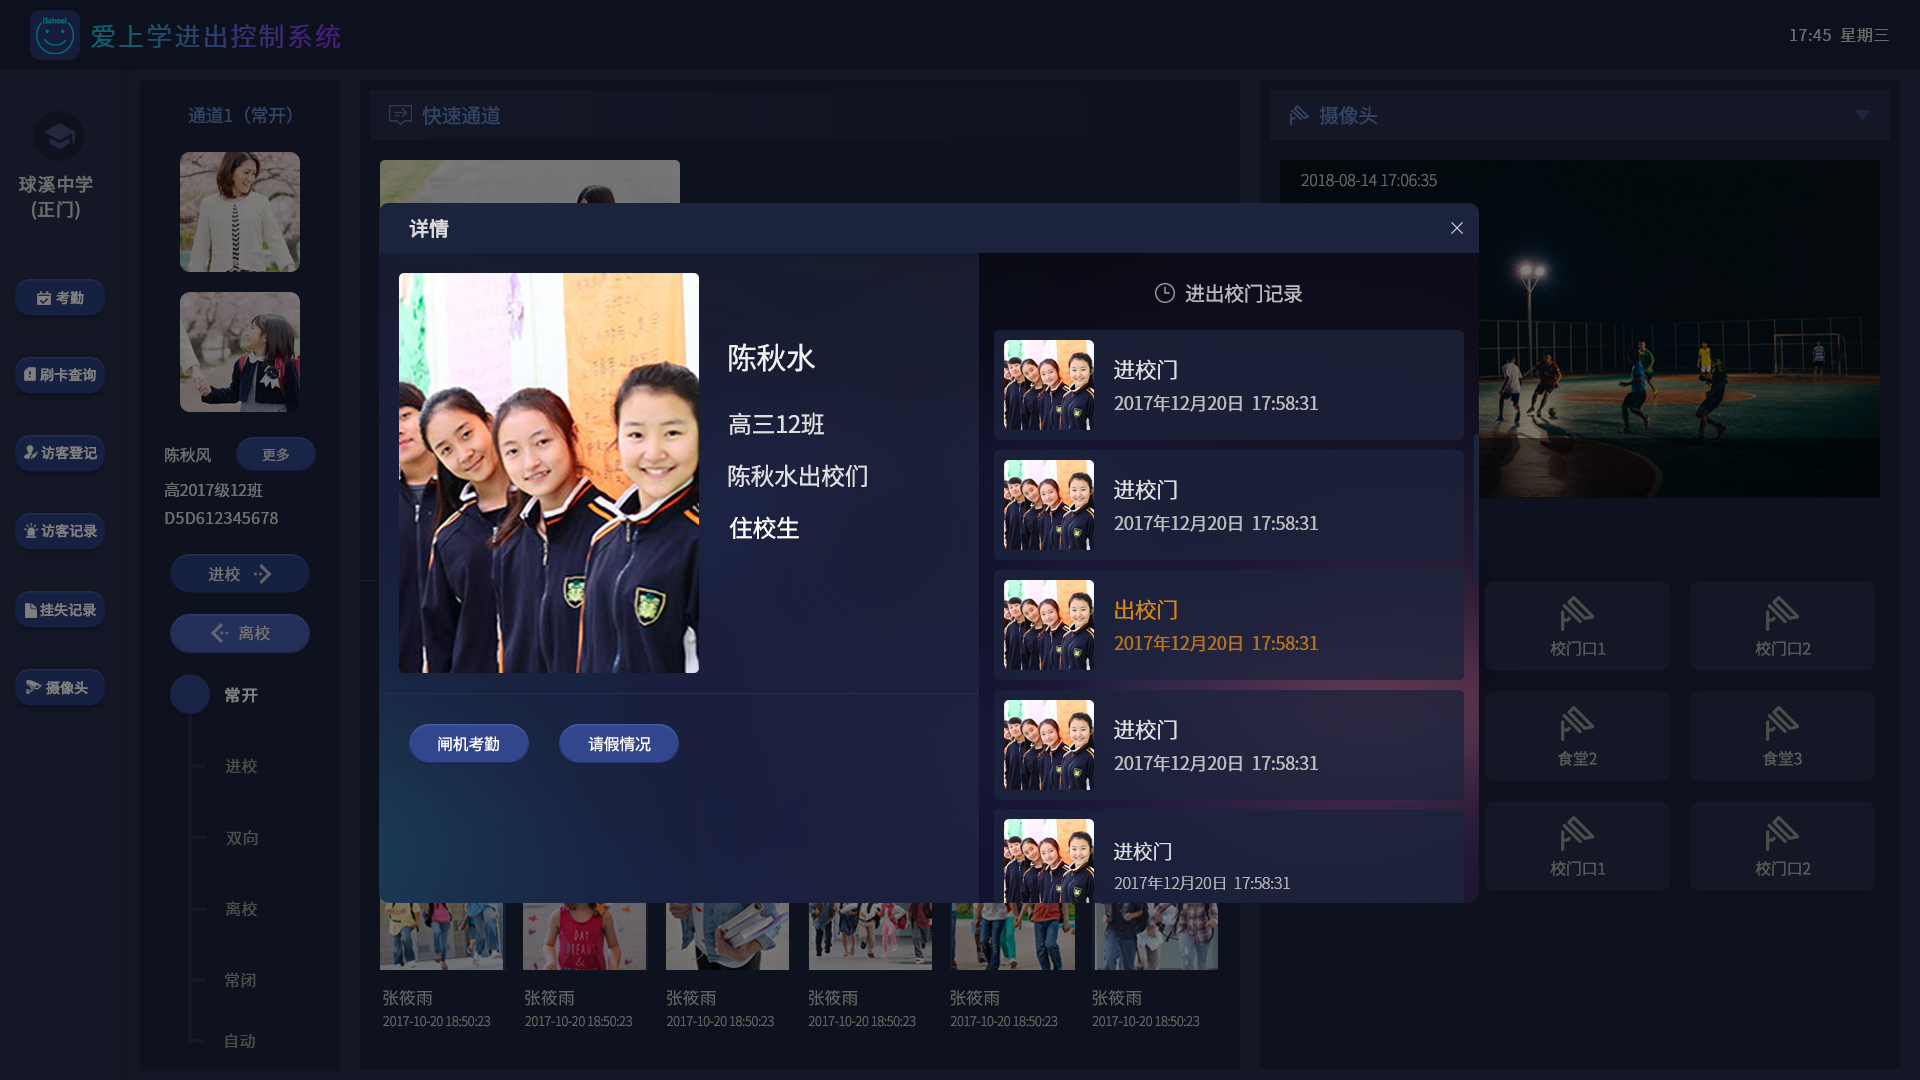 iSchool
爱上学进出控制系统
17:45 星期三
球溪中学
(正门)
考勤
刷卡查询
访客登记
访客记录
挂失记录
摄像头
通道1（常开）
陈秋风
更多
高2017级12班
D5D612345678
进校
离校
常开
进校
双向
离校
常闭
自动
快速通道
摄像头
2018-08-14 17:06:35
详情
陈秋水
高三12班
陈秋水出校们
住校生
闸机考勤
请假情况
进出校门记录
进校门
2017年12月20日 17:58:31
进校门
2017年12月20日 17:58:31
出校门
2017年12月20日 17:58:31
进校门
2017年12月20日 17:58:31
进校门
2017年12月20日 17:58:31
校门口1
校门口2
食堂2
食堂3
校门口1
校门口2
DAY
DREAMS
&
张筱雨
2017-10-20 18:50:23
张筱雨
2017-10-20 18:50:23
张筱雨
2017-10-20 18:50:23
张筱雨
2017-10-20 18:50:23
张筱雨
2017-10-20 18:50:23
张筱雨
2017-10-20 18:50:23